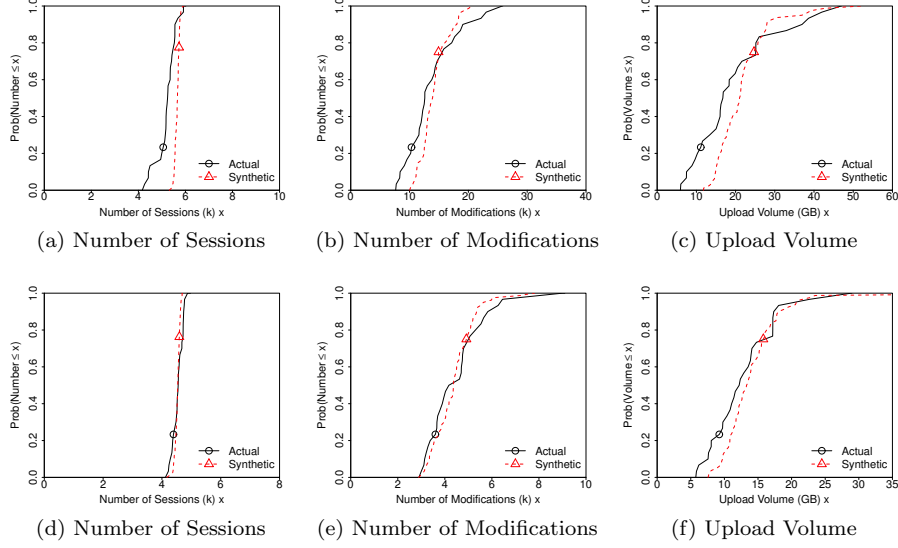 Prob(Number ≤ x)
0.0 0.2 0.4 0.6 0.8 1.0
Actual
Synthetic
0 2 4 6 8 10
Number of Sessions (k) x
(a) Number of Sessions
Prob(Number ≤ x)
0.0 0.2 0.4 0.6 0.8 1.0
Actual
Synthetic
0 10 20 30 40
Number of Modifications (k) x
(b) Number of Modifications
Prob(Volume ≤ x)
0.0 0.2 0.4 0.6 0.8 1.0
Actual
Synthetic
0 10 20 30 40 50 60
Upload Volume (GB) x
(c) Upload Volume
Prob(Number ≤ x)
0.0 0.2 0.4 0.6 0.8 1.0
Actual
Synthetic
0 2 4 6 8 10
Number of Sessions (k) x
(d) Number of Sessions
Prob(Number ≤ x)
0.0 0.2 0.4 0.6 0.8 1.0
Actual
Synthetic
0 2 4 6 8 10
Number of Modifications (k) x
(e) Number of Modifications
Prob(Volume ≤ x)
0.0 0.2 0.4 0.6 0.8 1.0
Actual
Synthetic
0 5 10 15 20 25 30 35
Upload Volume (GB) x
(f) Upload Volume